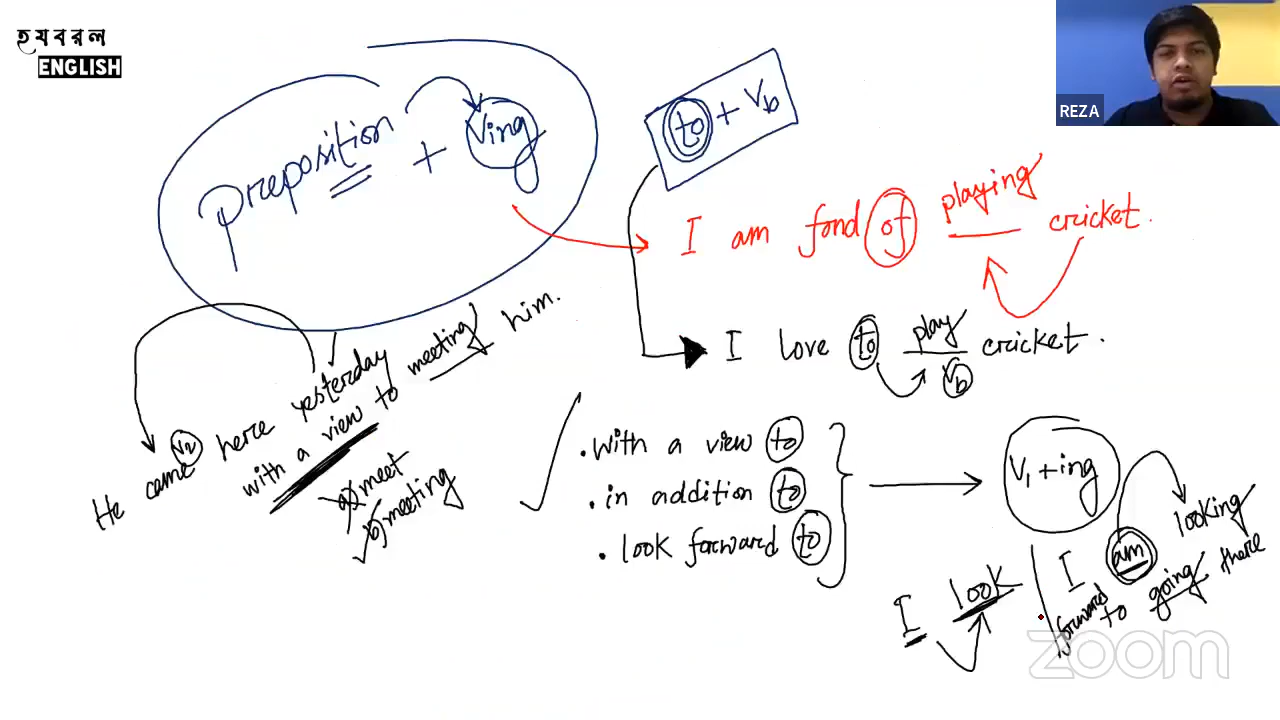 হযবরল
ENGLISH
REZA
preposition + Ving
to + Vb
I am fond of playing cricket.
I love to play cricket.
Vb
He came here yesterday
V2
with a view to meeting him.
a) meet
b) meeting
. with a view to
. in addition to
. look forward to
V1 + ing
I look
I am looking
forward to going there
zoom